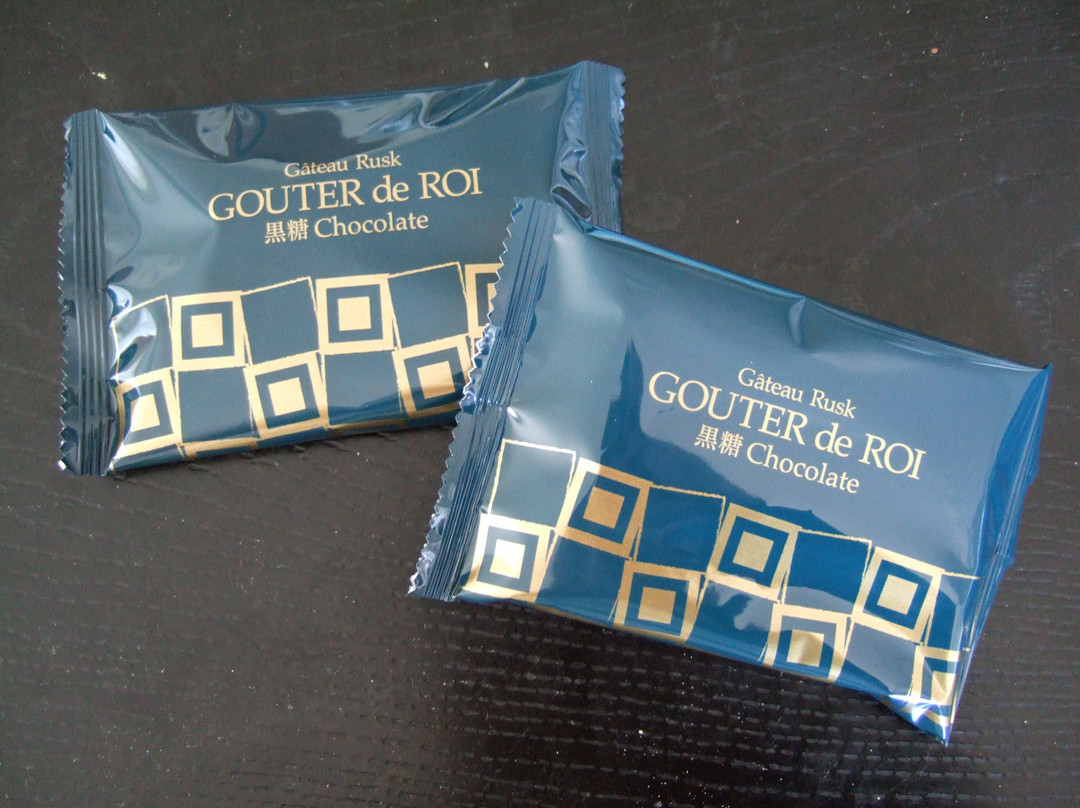 Gâteau Rusk
GOUTER de ROI
黒糖 Chocolate
Gâteau Rusk
GOUTER de ROI
黒糖 Chocolate